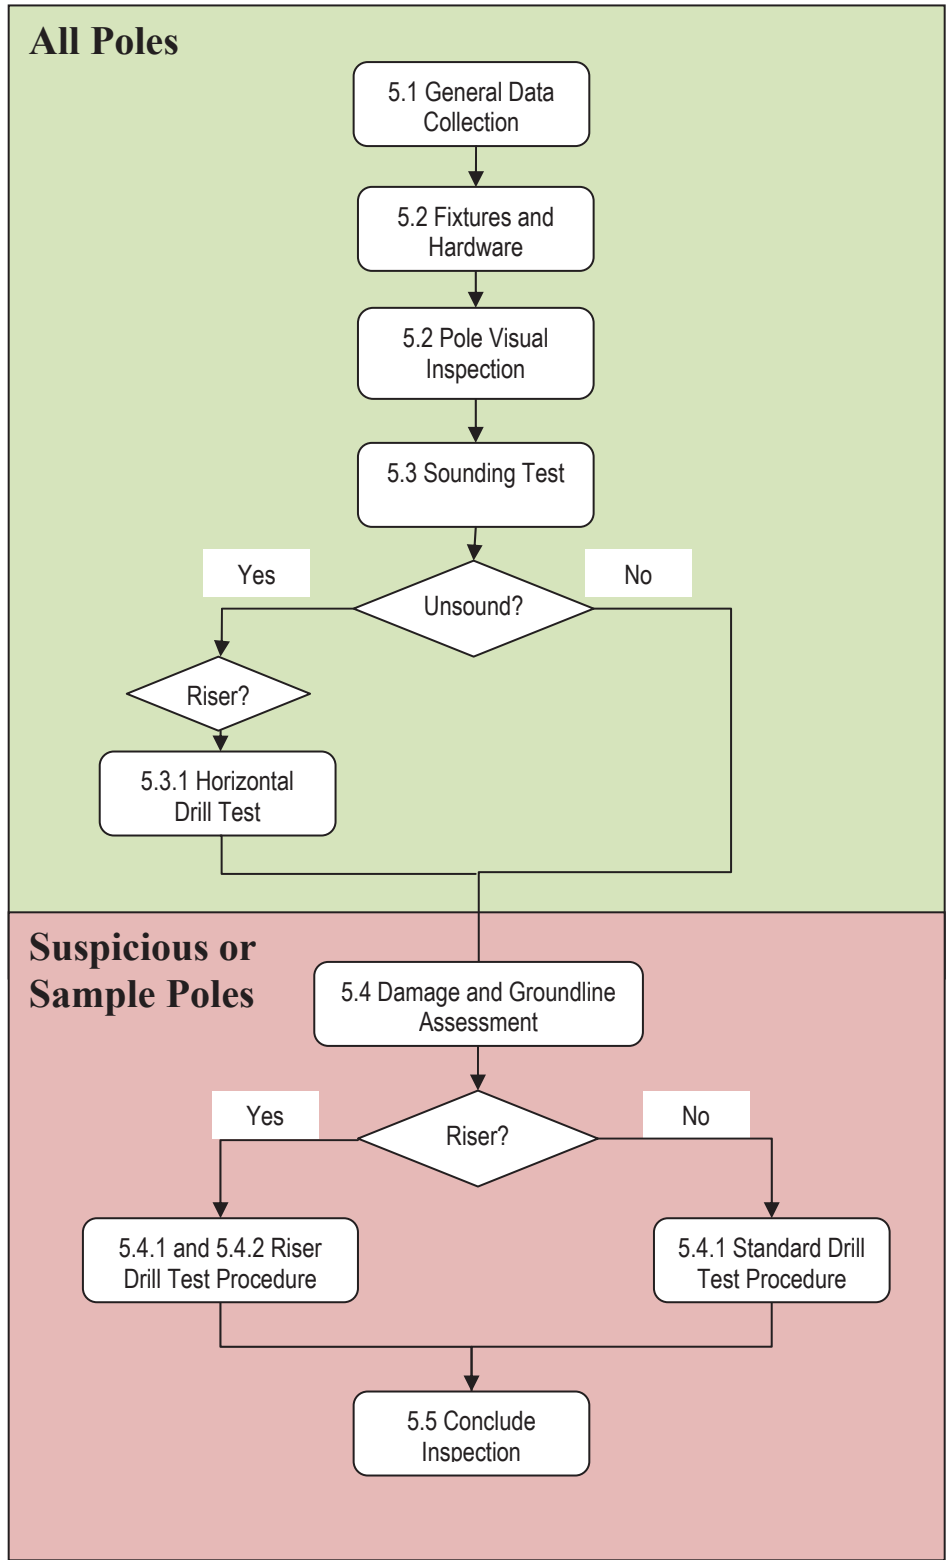 All Poles
5.1 General Data
Collection
5.2 Fixtures and
Hardware
5.2 Pole Visual
Inspection
5.3 Sounding Test
Yes
No
Unsound?
Riser?
5.3.1 Horizontal
Drill Test
Suspicious or
Sample Poles
5.4 Damage and Groundline
Assessment
Yes
No
Riser?
5.4.1 and 5.4.2 Riser
Drill Test Procedure
5.4.1 Standard Drill
Test Procedure
5.5 Conclude
Inspection